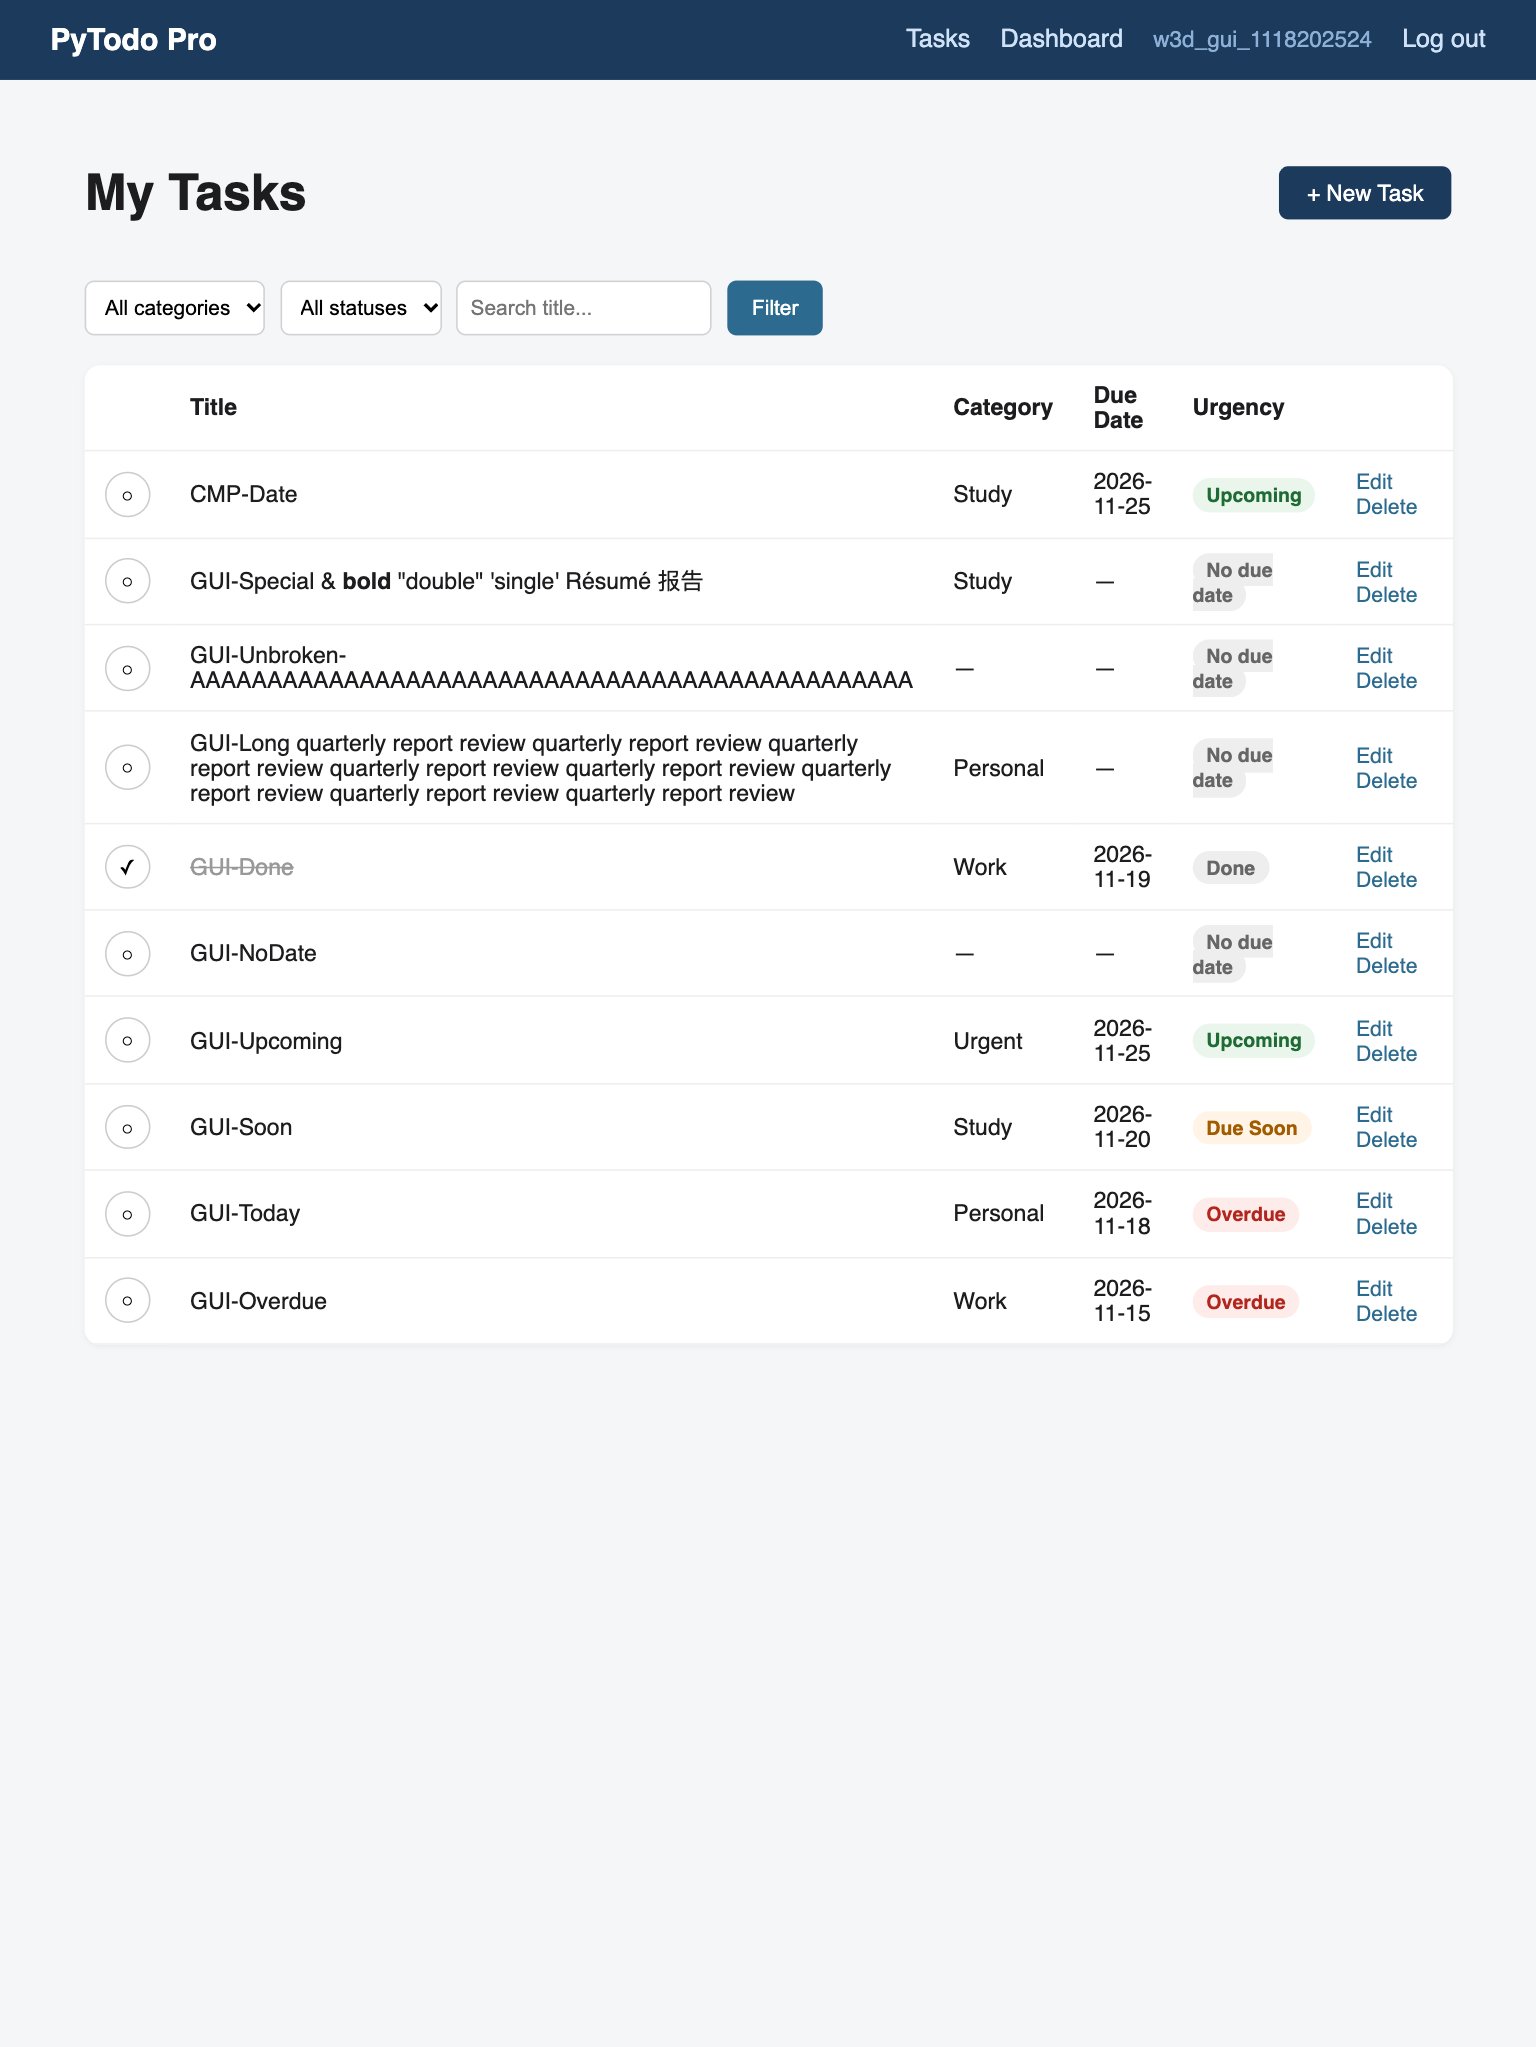 PyTodo Pro
Tasks Dashboard w3d_gui_1118202524 Log out
My Tasks
+ New Task
All categories All statuses Search title... Filter
Title Category Due Date Urgency
CMP-Date Study 2026-11-25 Upcoming Edit Delete
GUI-Special & bold "double" 'single' Résumé 报告 Study — No due date Edit Delete
GUI-Unbroken-
AAAAAAAAAAAAAAAAAAAAAAAAAAAAAAAAAAAAAAAAAAAAAAA — — No due date Edit Delete
GUI-Long quarterly report review quarterly report review quarterly
report review quarterly report review quarterly report review quarterly
report review quarterly report review quarterly report review Personal — No due date Edit Delete
✓ GUI-Done Work 2026-11-19 Done Edit Delete
GUI-NoDate — — No due date Edit Delete
GUI-Upcoming Urgent 2026-11-25 Upcoming Edit Delete
GUI-Soon Study 2026-11-20 Due Soon Edit Delete
GUI-Today Personal 2026-11-18 Overdue Edit Delete
GUI-Overdue Work 2026-11-15 Overdue Edit Delete